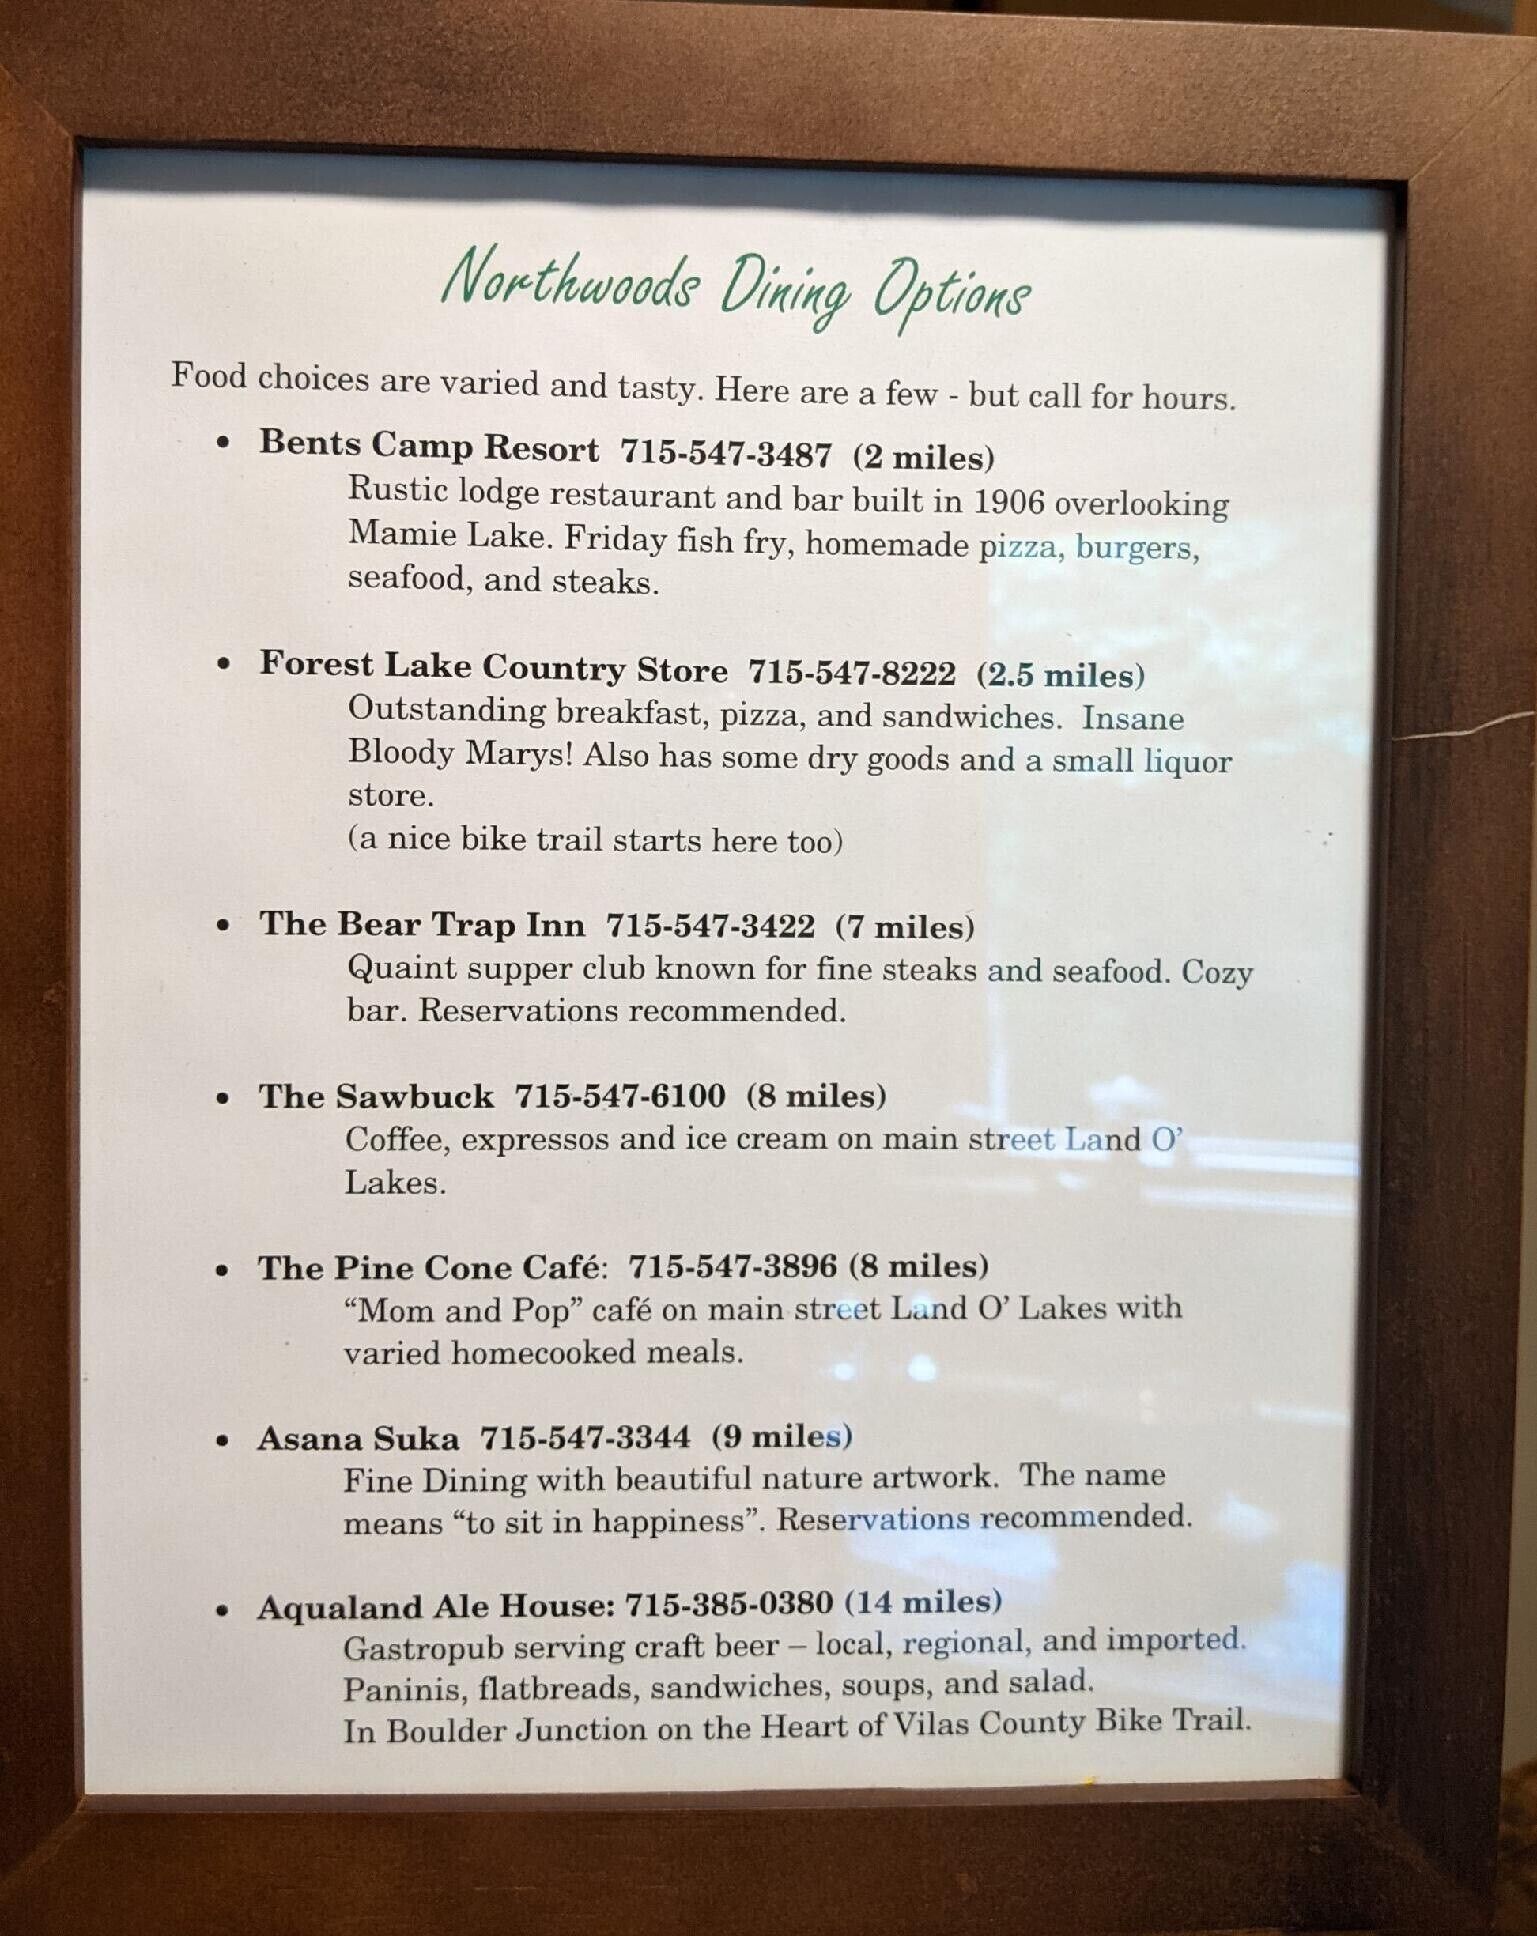 Northwoods Dining Options
Food choices are varied and tasty. Here are a few - but call for hours.
• Bents Camp Resort 715-547-3487 (2 miles)
Rustic lodge restaurant and bar built in 1906 overlooking
Mamie Lake. Friday fish fry, homemade pizza, burgers,
seafood, and steaks.
• Forest Lake Country Store 715-547-8222 (2.5 miles)
Outstanding breakfast, pizza, and sandwiches. Insane
Bloody Marys! Also has some dry goods and a small liquor
store.
(a nice bike trail starts here too)
• The Bear Trap Inn 715-547-3422 (7 miles)
Quaint supper club known for fine steaks and seafood. Cozy
bar. Reservations recommended.
• The Sawbuck 715-547-6100 (8 miles)
Coffee, expressos and ice cream on main street Land O’
Lakes.
• The Pine Cone Café: 715-547-3896 (8 miles)
“Mom and Pop” café on main street Land O’ Lakes with
varied homecooked meals.
• Asana Suka 715-547-3344 (9 miles)
Fine Dining with beautiful nature artwork. The name
means “to sit in happiness”. Reservations recommended.
• Aqualand Ale House: 715-385-0380 (14 miles)
Gastropub serving craft beer – local, regional, and imported.
Paninis, flatbreads, sandwiches, soups, and salad.
In Boulder Junction on the Heart of Vilas County Bike Trail.